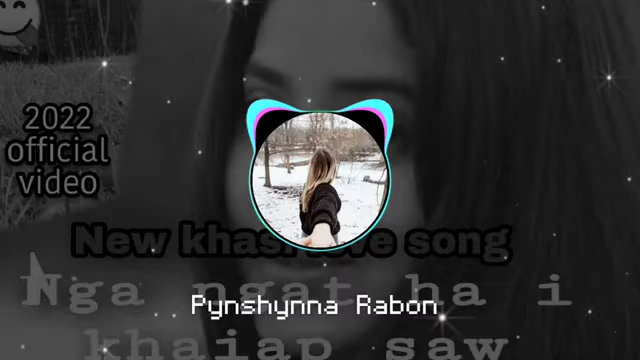 2022
official
video
New khasi love song
Nga ngat ha i
Pynshynna Rabon
khaiap saw